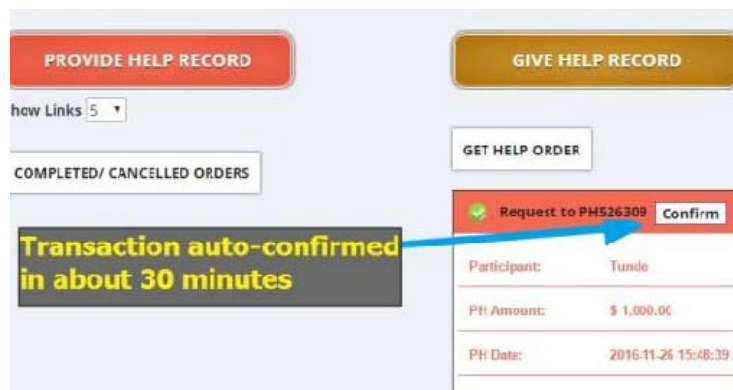 PROVIDE HELP RECORD
GIVE HELP RECORD
how Links 5
GET HELP ORDER
COMPLETED/ CANCELLED ORDERS
Request to PH526309 Confirm
Transaction auto-confirmed
in about 30 minutes
Participant: Tunde
PH Amount: $ 1,000.00
PH Date: 2016-11-26 15:48:39